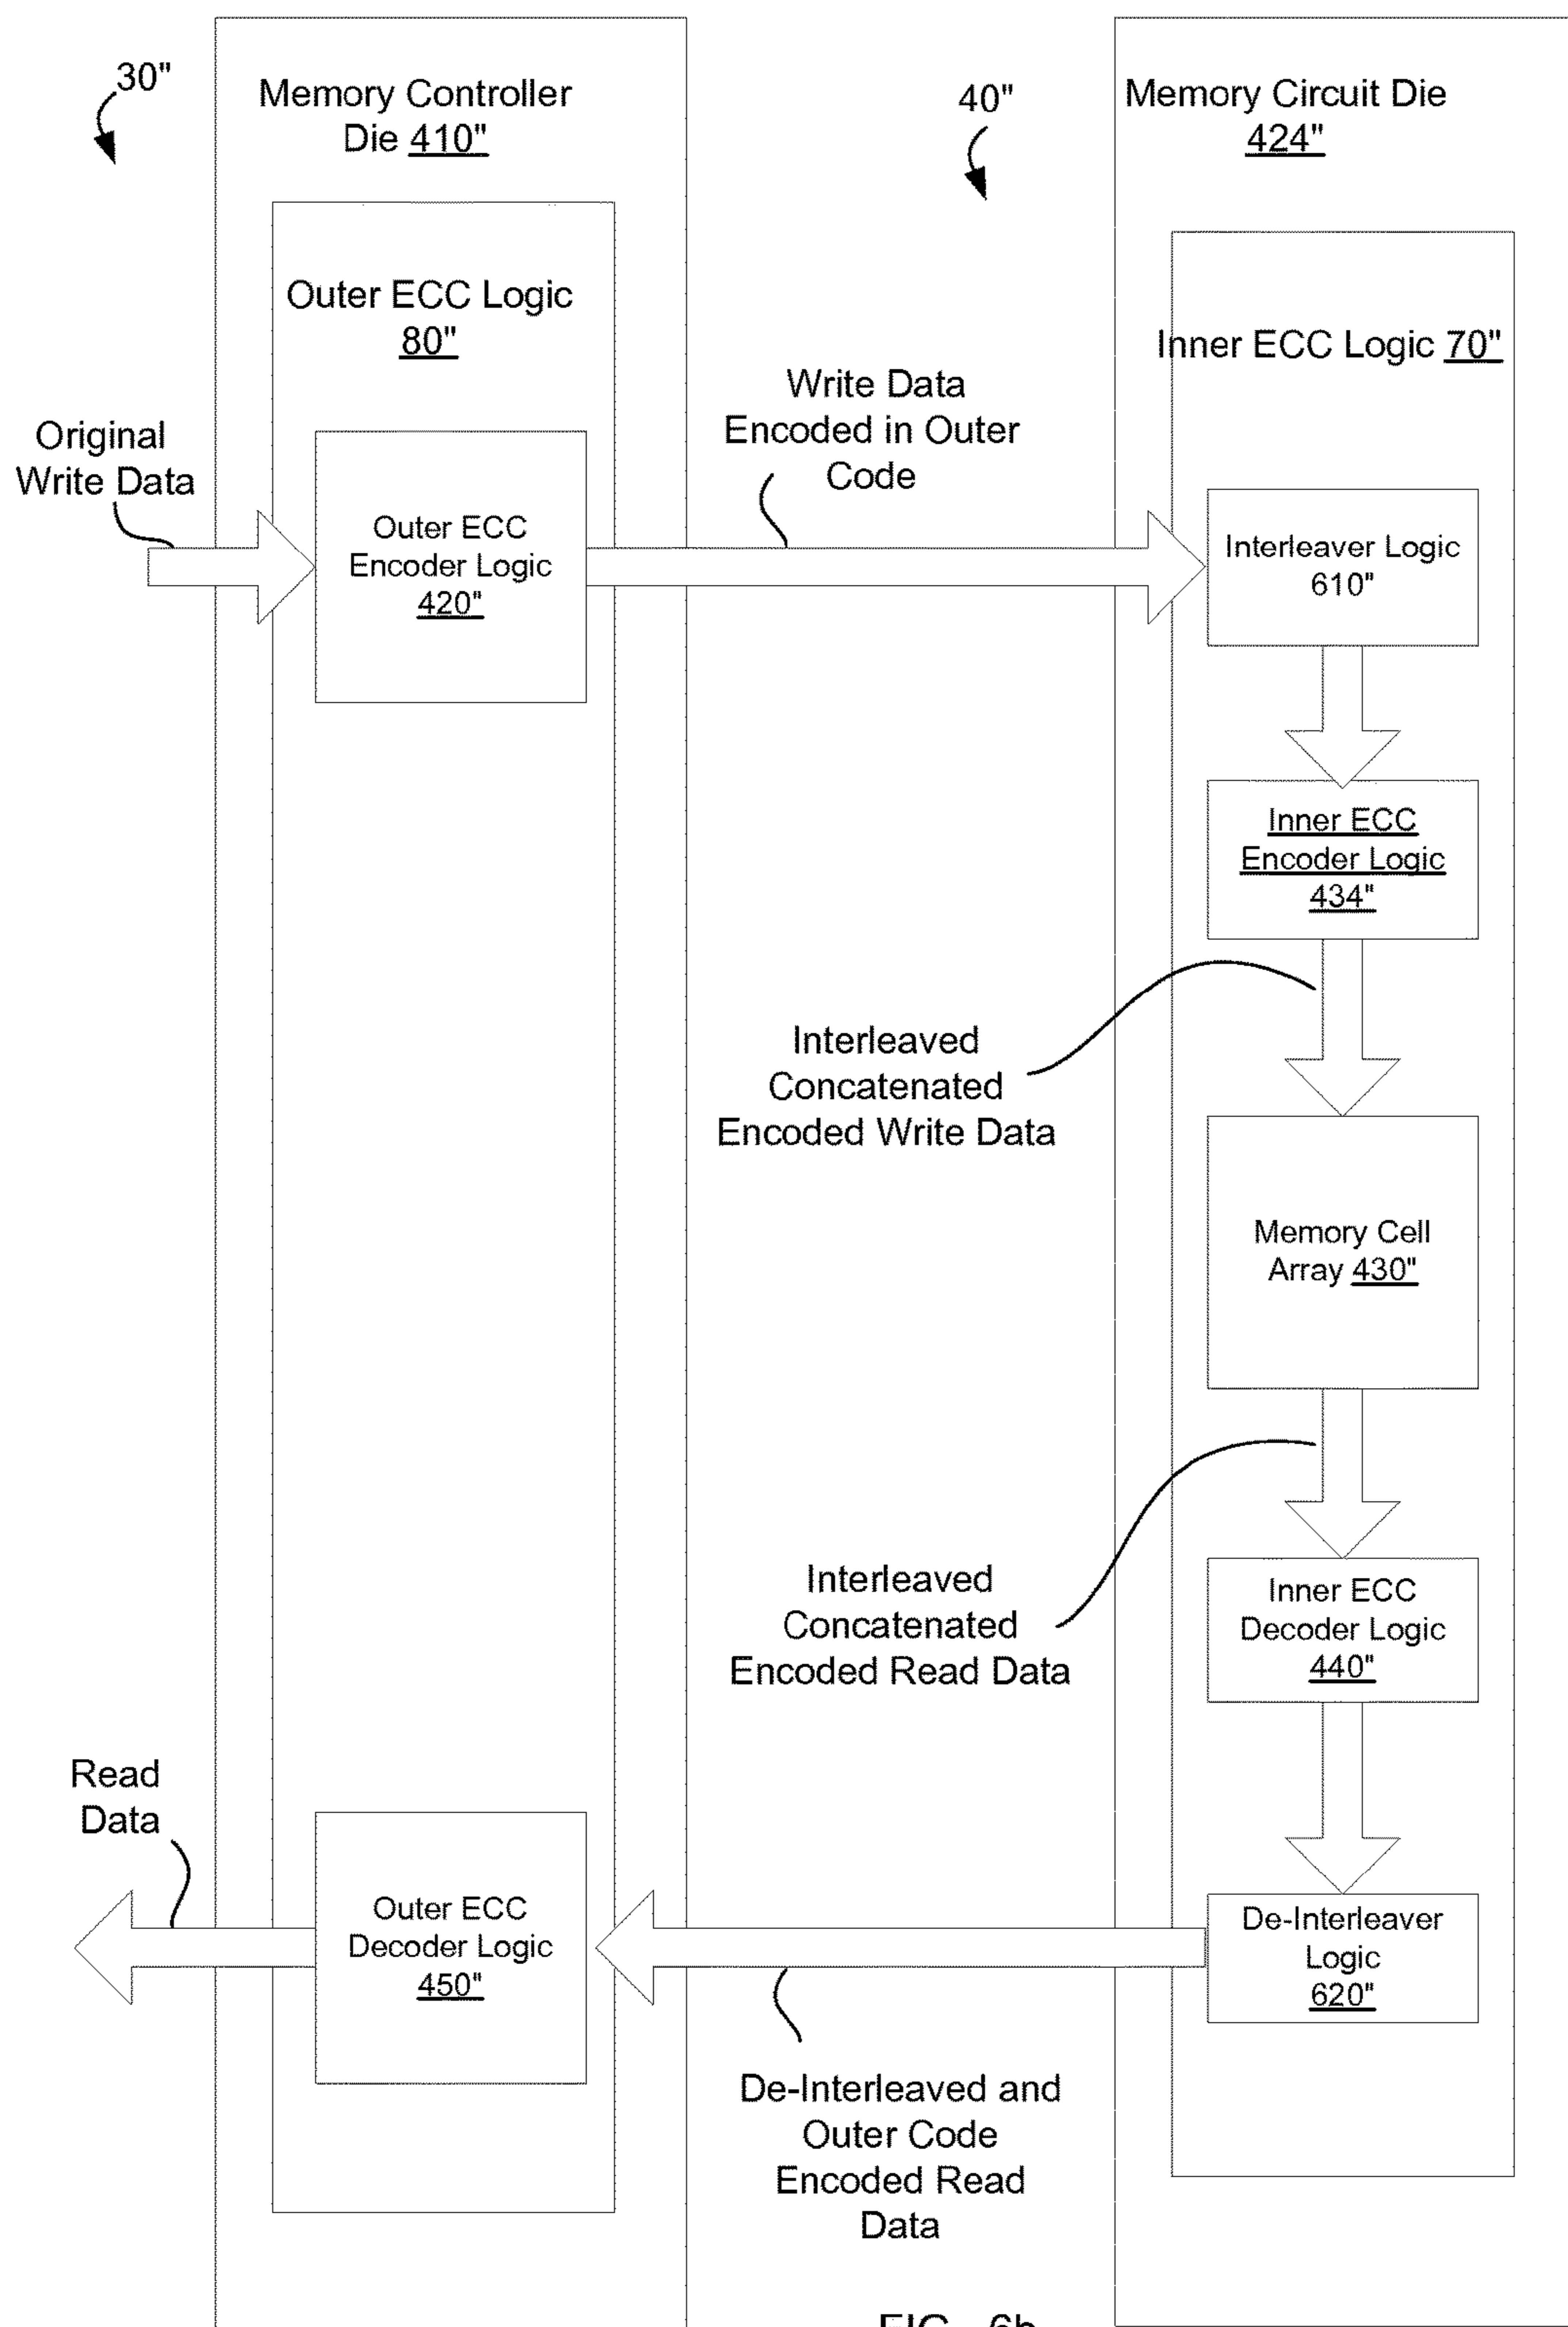 30"
Memory Controller
Die 410"
40"
Memory Circuit Die
424"
Outer ECC Logic
80"
Inner ECC Logic 70"
Original
Write Data
Write Data
Encoded in Outer
Code
Outer ECC
Encoder Logic
420"
Interleaver Logic
610"
Inner ECC
Encoder Logic
434"
Interleaved
Concatenated
Encoded Write Data
Memory Cell
Array 430"
Interleaved
Concatenated
Encoded Read Data
Inner ECC
Decoder Logic
440"
Read
Data
Outer ECC
Decoder Logic
450"
De-Interleaver
Logic
620"
De-Interleaved and
Outer Code
Encoded Read
Data
FIG. 6b